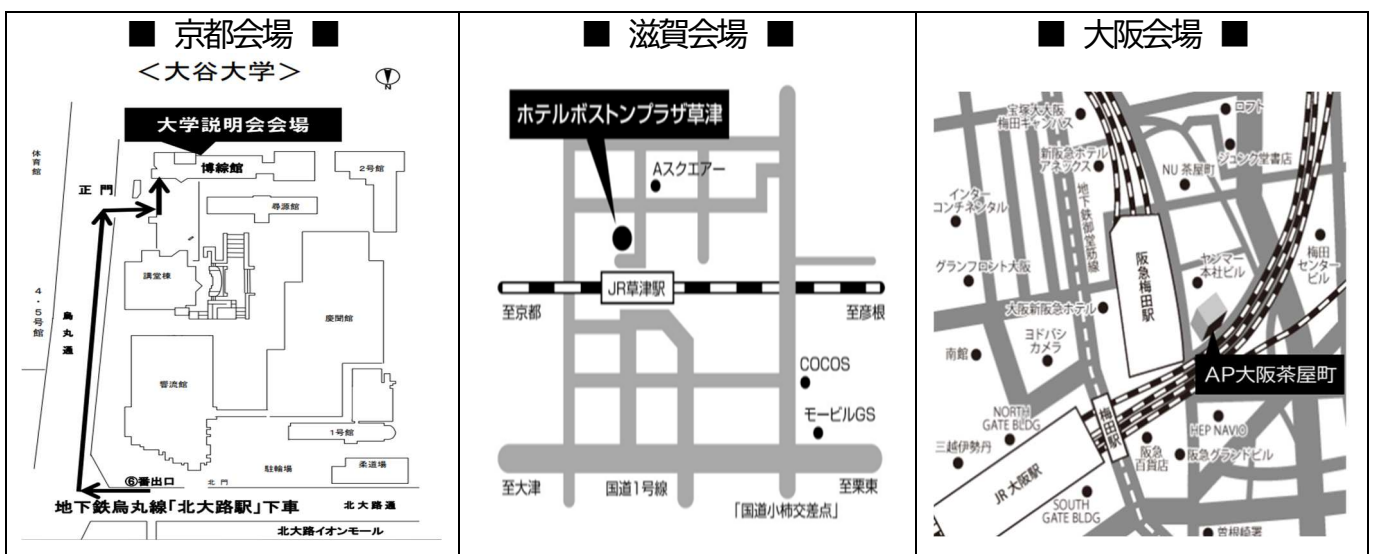 ■ 京都会場 ■
＜大谷大学＞
N
大学説明会会場
体育館
博綜館
2号館
正門
尋源館
講堂棟
4・5号館
烏丸通
慶聞館
響流館
1号館
駐輪場
柔道場
⑥番出口
北門
地下鉄烏丸線「北大路駅」下車
北大路通
北大路イオンモール
■ 滋賀会場 ■
ホテルボストンプラザ草津
Aスクエアー
JR草津駅
至京都
至彦根
COCOS
モービルGS
至大津
国道1号線
至栗東
「国道小柿交差点」
■ 大阪会場 ■
宝塚大大阪
梅田キャンパス
ロフト
新阪急ホテル
アネックス
ジュンク堂書店
NU 茶屋町
インター
コンチネンタル
地下鉄御堂筋線
阪急梅田駅
ヤンマー
本社ビル
梅田
センター
ビル
グランフロント大阪
大阪新阪急ホテル
ヨドバシ
カメラ
南館
AP大阪茶屋町
NORTH
GATE BLDG
梅田駅
HEP NAVIO
三越伊勢丹
阪急
百貨店
阪急グランドビル
JR 大阪駅
SOUTH
GATE BLDG
曽根崎署